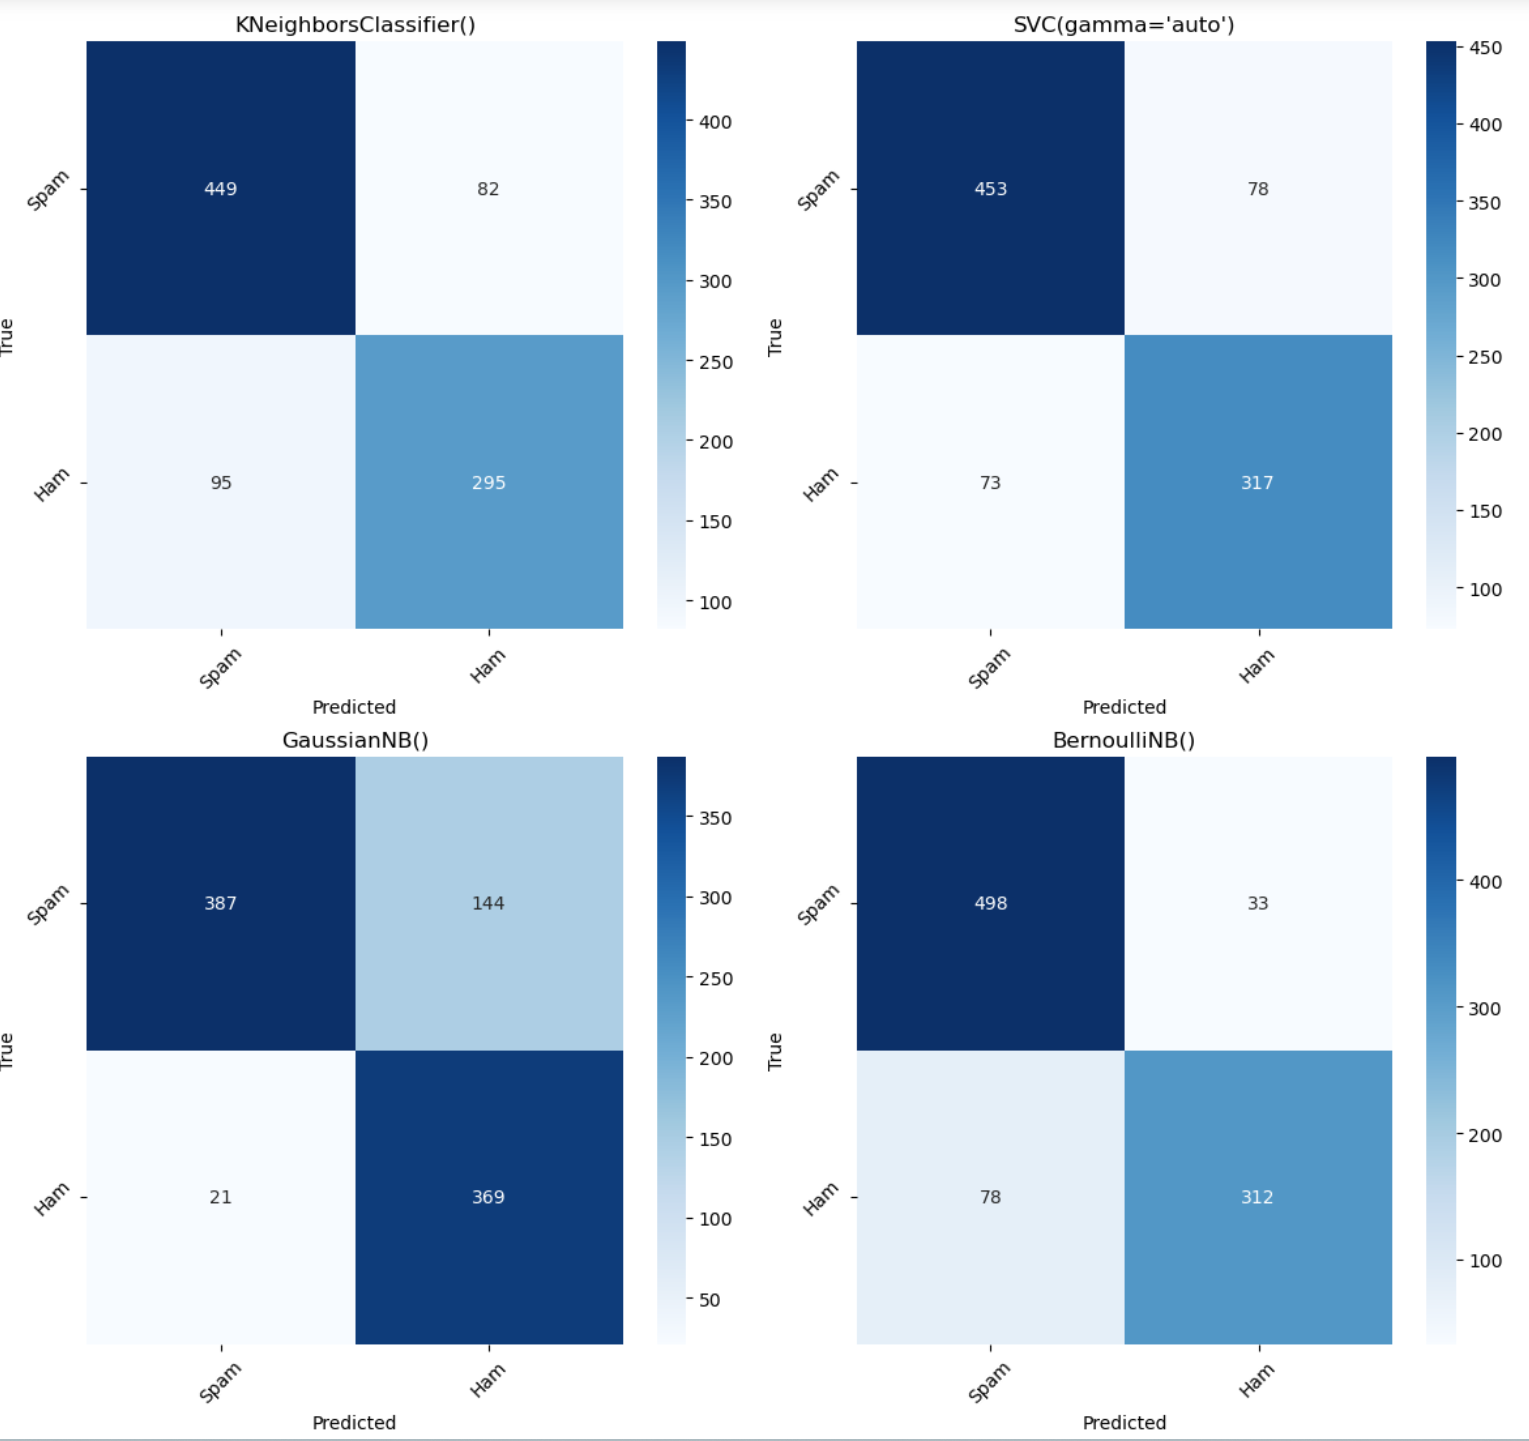 KNeighborsClassifier()
True
Spam
449
82
Ham
95
295
Spam
Ham
Predicted
400
350
300
250
200
150
100
SVC(gamma='auto')
True
Spam
453
78
Ham
73
317
Spam
Ham
Predicted
450
400
350
300
250
200
150
100
GaussianNB()
True
Spam
387
144
Ham
21
369
Spam
Ham
Predicted
350
300
250
200
150
100
50
BernoulliNB()
True
Spam
498
33
Ham
78
312
Spam
Ham
Predicted
400
300
200
100